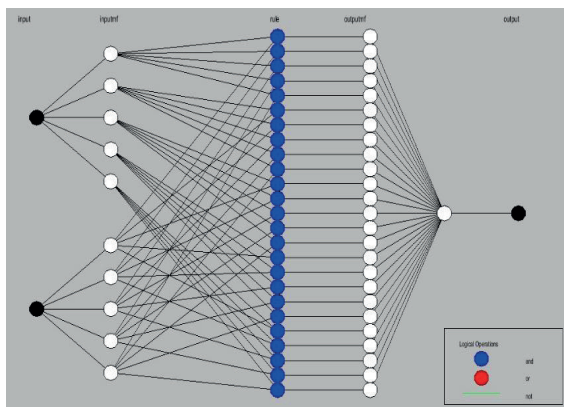 input inputmf rule outputmf output
Logical Operations
and
or
not